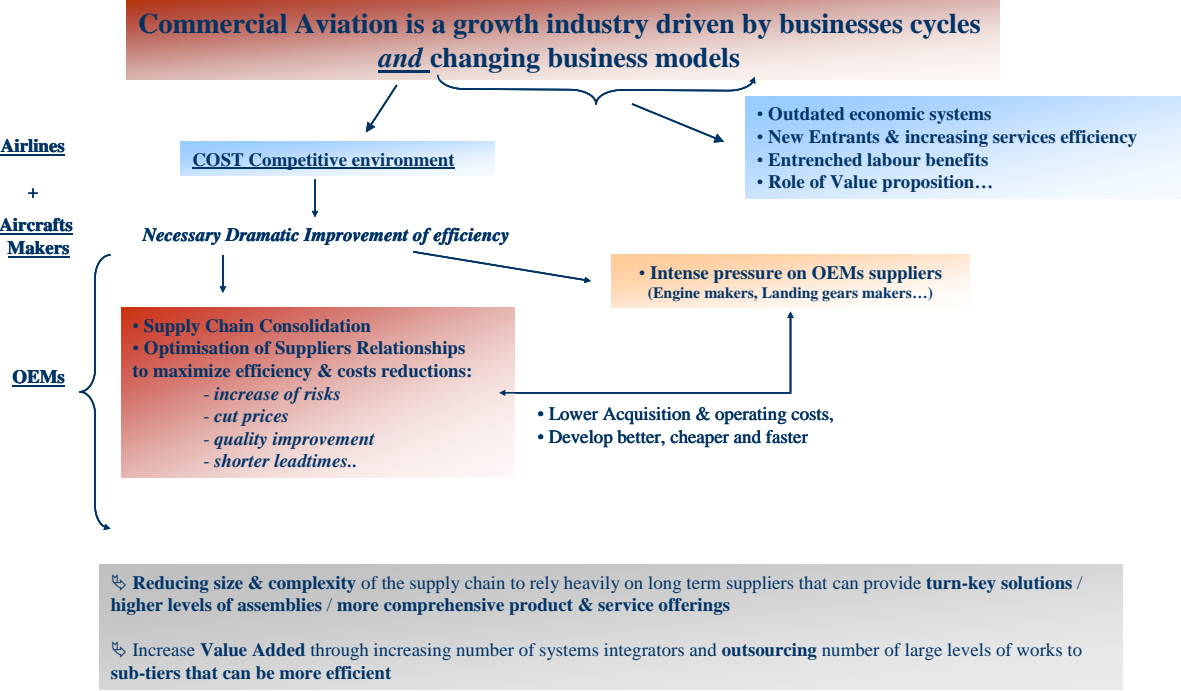 Commercial Aviation is a growth industry driven by businesses cycles
and changing business models
• Outdated economic systems
• New Entrants & increasing services efficiency
• Entrenched labour benefits
• Role of Value proposition…
Airlines
+
Aircrafts
Makers
COST Competitive environment
Necessary Dramatic Improvement of efficiency
• Intense pressure on OEMs suppliers
(Engine makers, Landing gears makers…)
OEMs
• Supply Chain Consolidation
• Optimisation of Suppliers Relationships
to maximize efficiency & costs reductions:
- increase of risks
- cut prices
- quality improvement
- shorter leadtimes..
• Lower Acquisition & operating costs,
• Develop better, cheaper and faster
Reducing size & complexity of the supply chain to rely heavily on long term suppliers that can provide turn-key solutions /
higher levels of assemblies / more comprehensive product & service offerings
Increase Value Added through increasing number of systems integrators and outsourcing number of large levels of works to
sub-tiers that can be more efficient